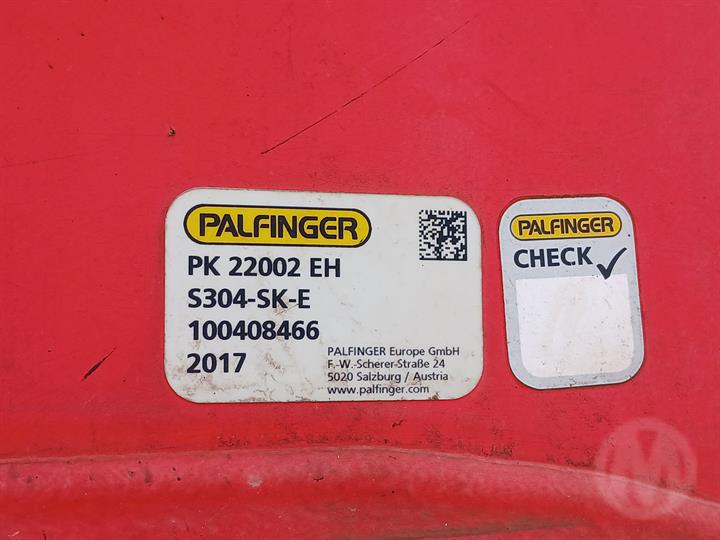 PALFINGER
PK 22002 EH
S304-SK-E
100408466
2017
PALFINGER Europe GmbH
F.-W.-Scherer-Straße 24
5020 Salzburg / Austria
www.palfinger.com
PALFINGER
CHECK
M